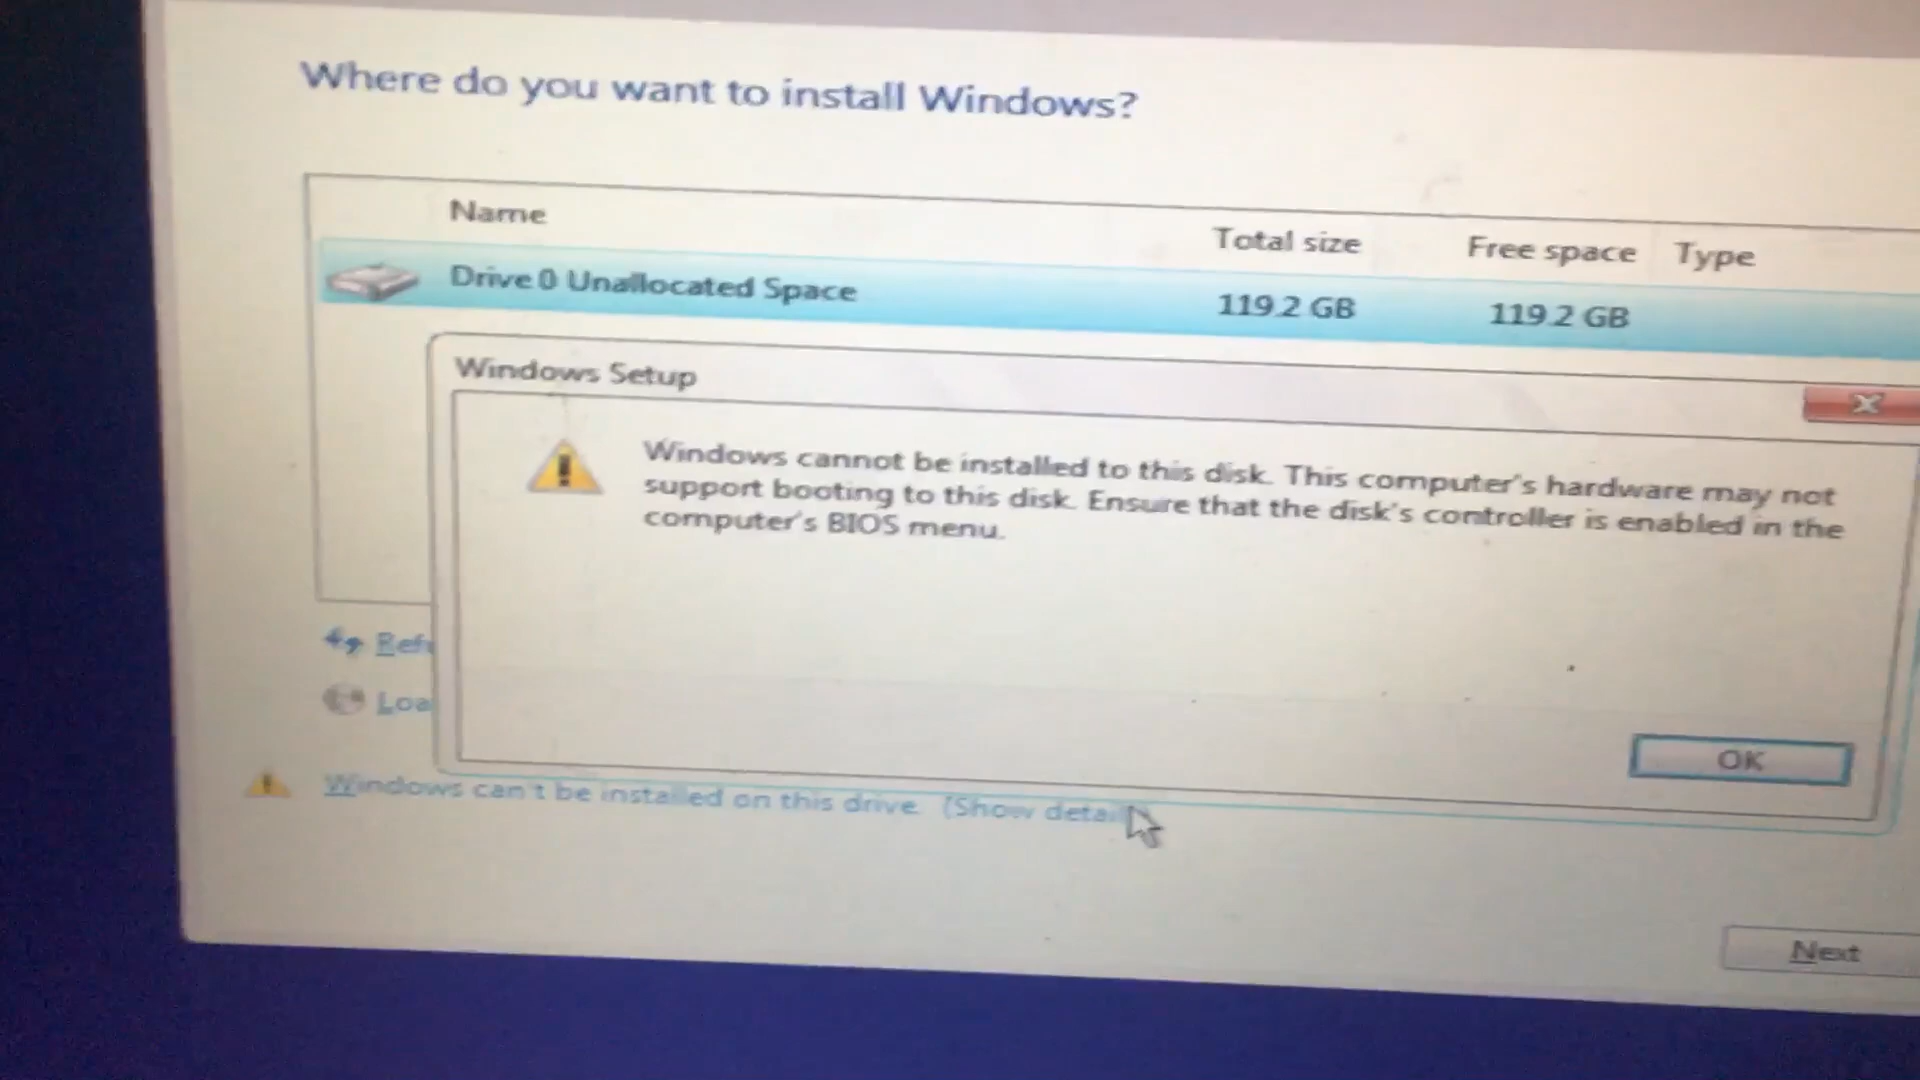 Where do you want to install Windows?
Name Total size Free space Type
Drive 0 Unallocated Space 119.2 GB 119.2 GB
Windows Setup
Windows cannot be installed to this disk. This computer's hardware may not
support booting to this disk. Ensure that the disk's controller is enabled in the
computer's BIOS menu.
Refr
Loa
OK
Windows can't be installed on this drive. (Show detai
Next